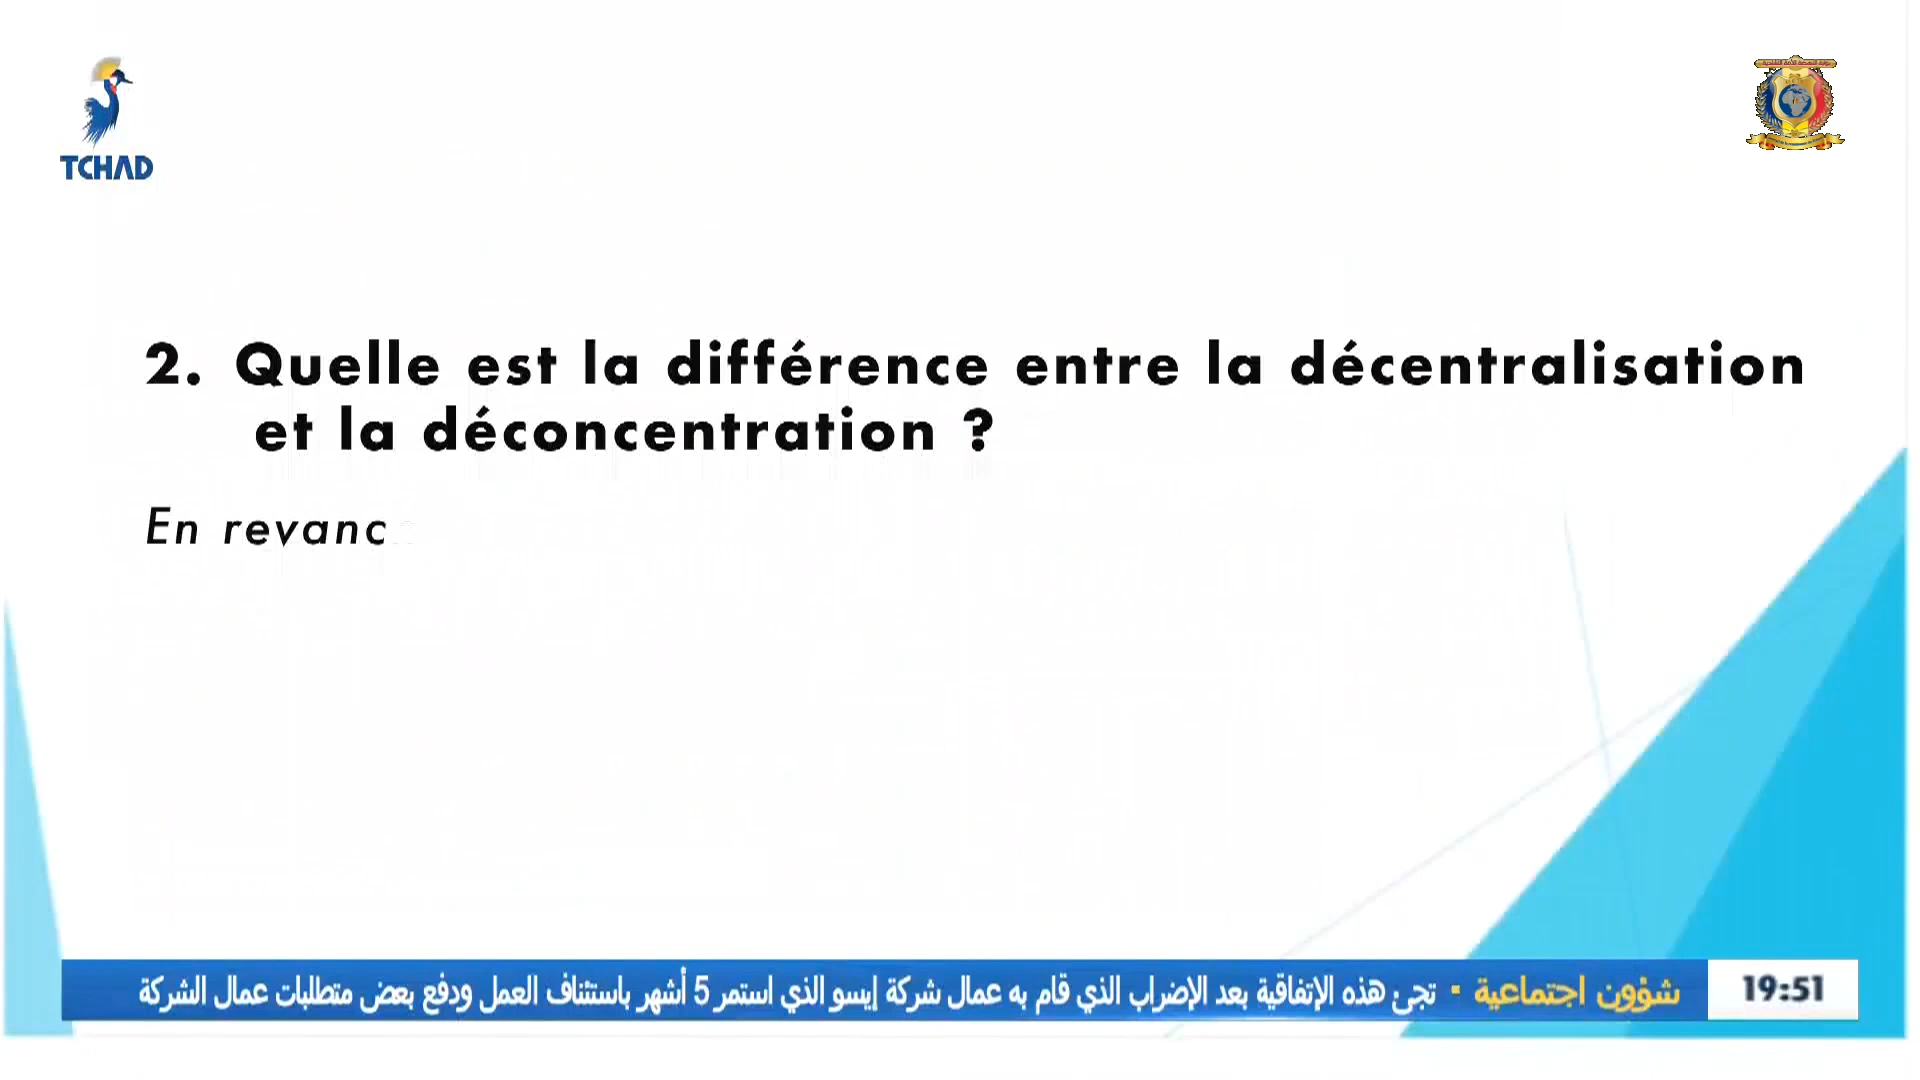 TCHAD
2. Quelle est la différence entre la décentralisation
et la déconcentration ?
En revanc
شؤون اجتماعية ▪ تجئ هذه الإتفاقية بعد الإضراب الذي قام به عمال شركة إيسو الذي استمر 5 أشهر باستئناف العمل ودفع بعض متطلبات عمال الشركة
19:51